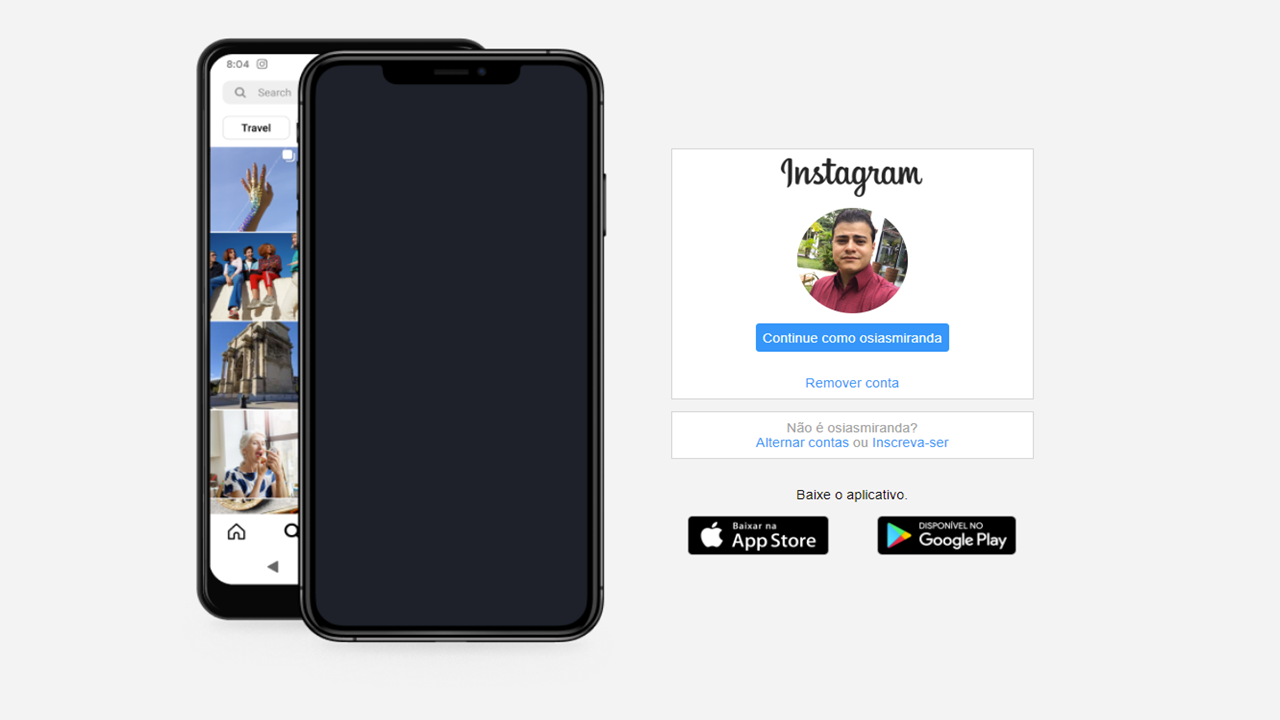 8:04
Search
Travel
Instagram
Continue como osiasmiranda
Remover conta
Não é osiasmiranda?
Alternar contas ou Inscreva-ser
Baixe o aplicativo.
Baixar na
App Store
DISPONÍVEL NO
Google Play